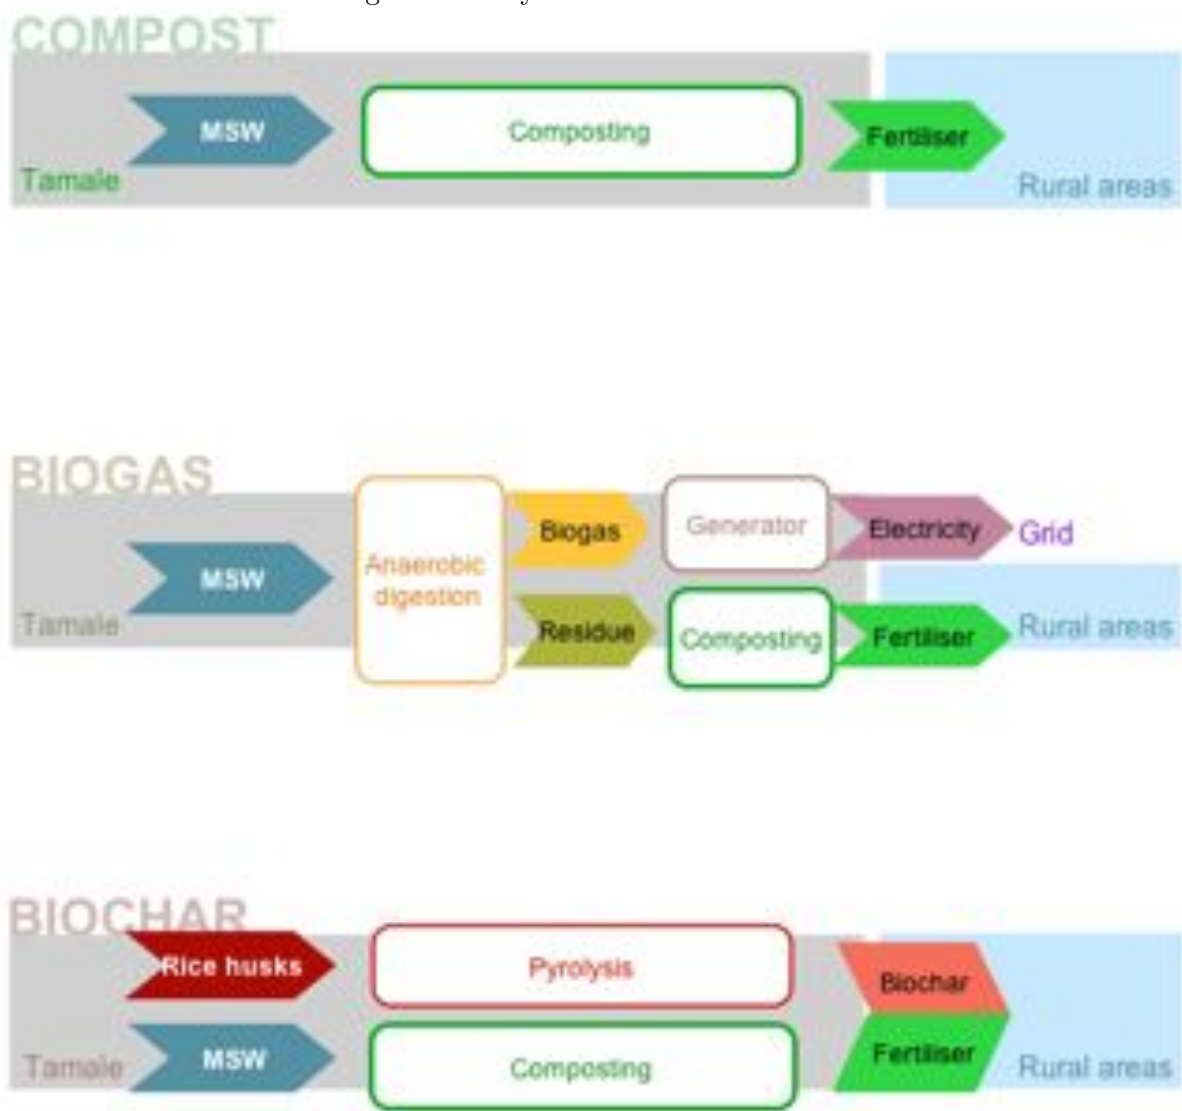 COMPOST
MSW
Composting
Fertiliser
Tamale
Rural areas
BIOGAS
Biogas
Generator
Electricity
Grid
Anaerobic
digestion
MSW
Tamale
Residue
Composting
Fertiliser
Rural areas
BIOCHAR
Rice husks
Pyrolysis
Biochar
Tamale
MSW
Composting
Fertiliser
Rural areas